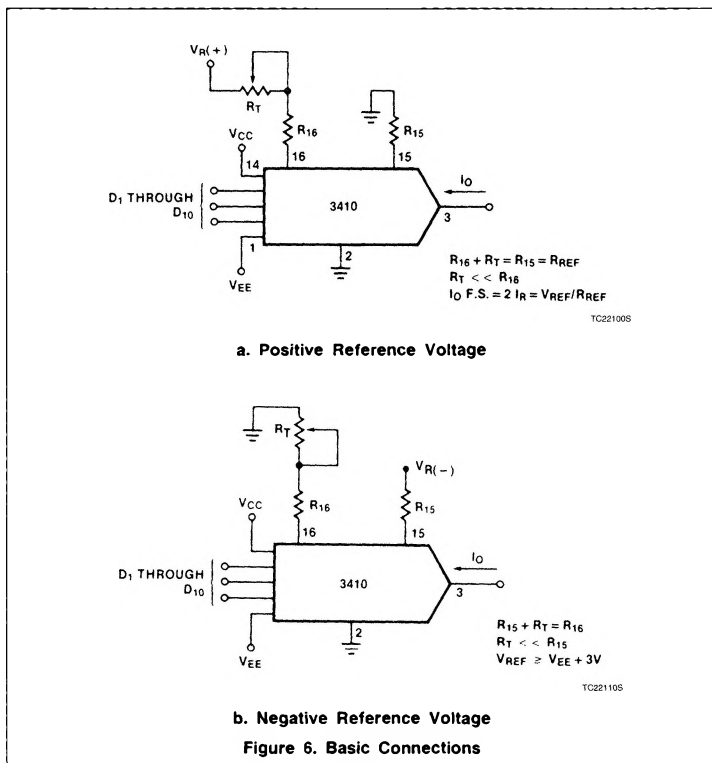 VR(+)
RT
R16
R15
VCC
14
16
15
IO
D1 THROUGH
D10
3410
3
1
2
VEE
R16 + RT = R15 = RREF
RT << R16
IO F.S. = 2 IR = VREF/RREF
TC22100S
a. Positive Reference Voltage
RT
VR(-)
R16
R15
VCC
16
15
IO
D1 THROUGH
D10
3410
3
2
VEE
R15 + RT = R16
RT << R15
VREF ≥ VEE + 3V
TC22110S
b. Negative Reference Voltage
Figure 6. Basic Connections